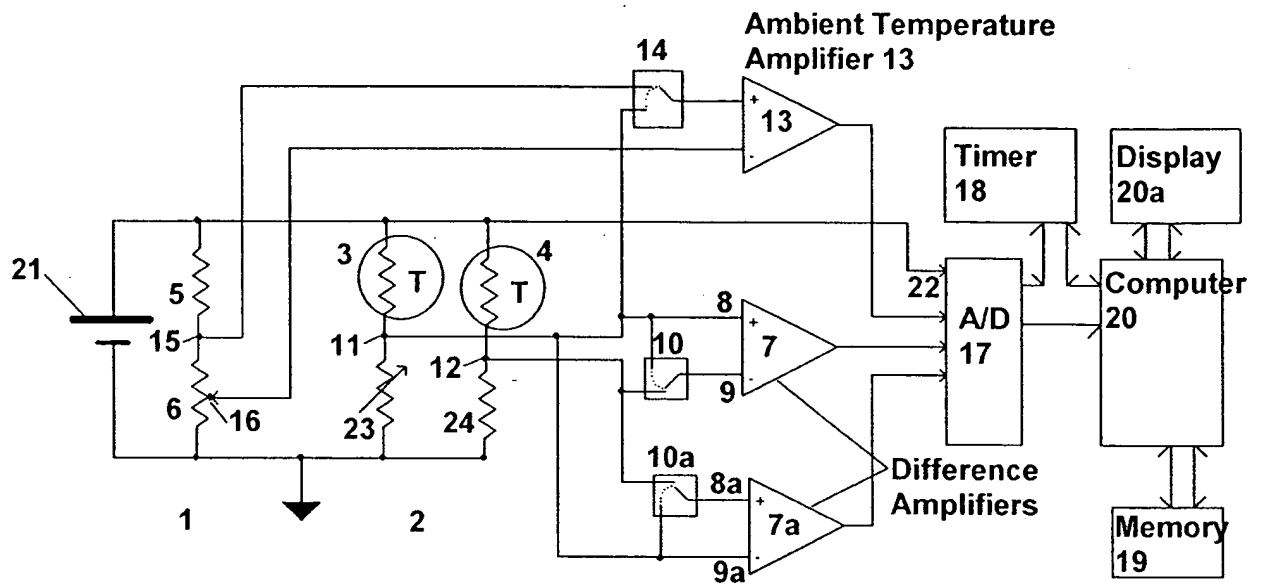 Ambient Temperature
Amplifier 13
14
+
13
-
Timer
18
Display
20a
3
4
T
T
21
5
22
Computer
20
15
11
12
8
+
7
-
10
9
A/D
17
6
16
23
24
10a
8a
+
7a
-
9a
Difference
Amplifiers
1
2
Memory
19